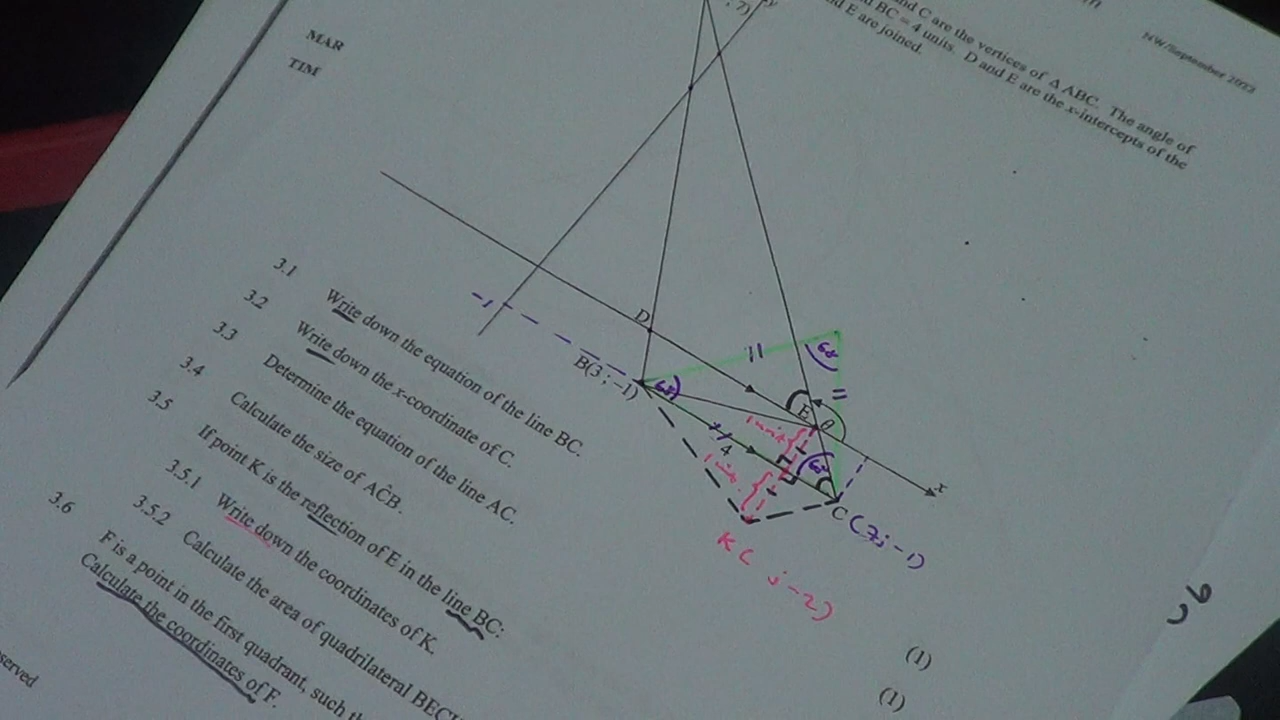 HW/September 2023
and C are the vertices of Δ ABC. The angle of
BC = 4 units. D and E are the x-intercepts of the
E are joined.
MAR
TIM
; 7)
y
D
-1
B(3 ; –1)
E
θ
x
4
1 unit
C (7; -1)
K ( ; -2)
3.1 Write down the equation of the line BC.
3.2 Write down the x-coordinate of C.
3.3 Determine the equation of the line AC.
3.4 Calculate the size of AĈB.
3.5 If point K is the reflection of E in the line BC:
3.5.1 Write down the coordinates of K.
3.5.2 Calculate the area of quadrilateral
3.6 F is a point in the first quadrant, such
Calculate the coordinates of F.
(1)
(1)
served